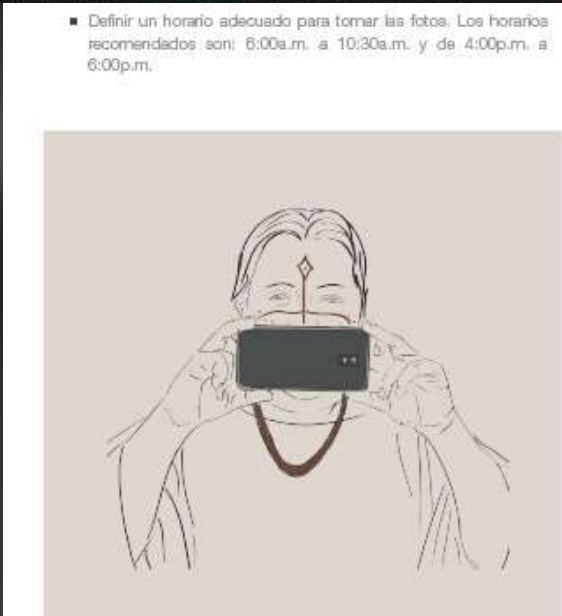 ▪ Definir un horario adecuado para tomar las fotos. Los horarios
recomendados son: 6:00a.m. a 10:30a.m. y de 4:00p.m. a
6:00p.m.